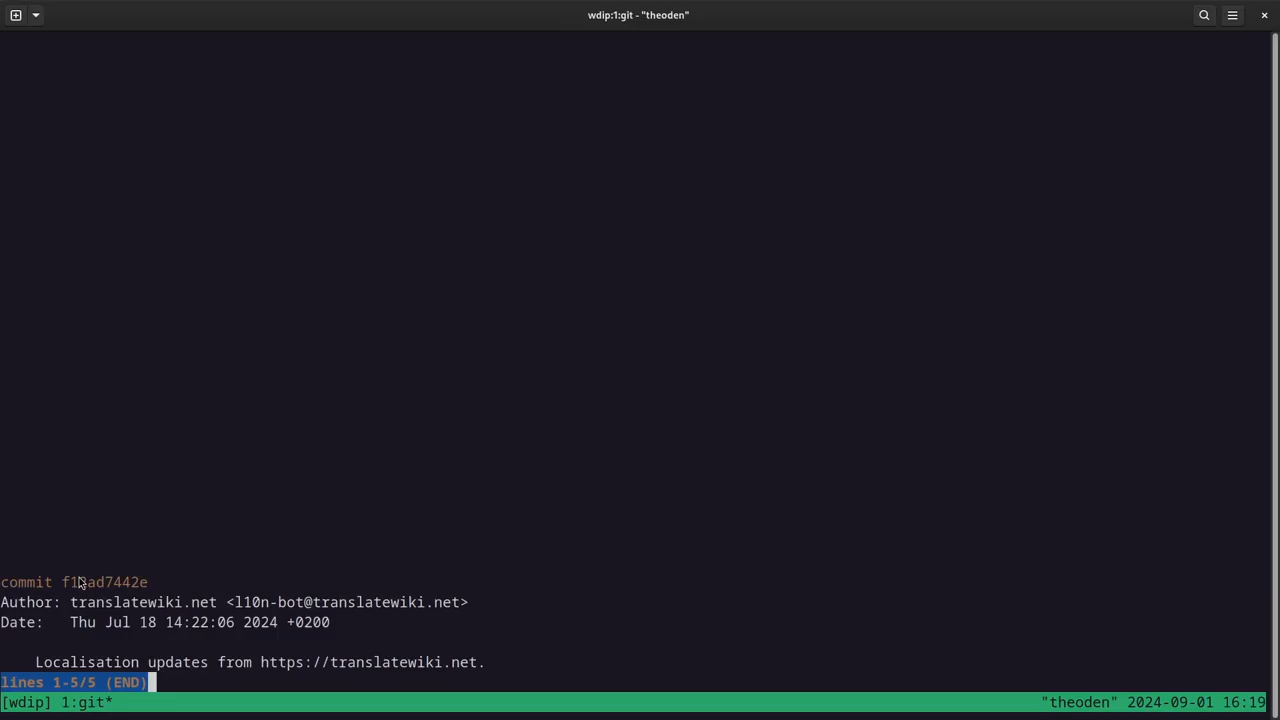 wdip:1:git - "theoden"
Author: translatewiki.net <l10n-bot@translatewiki.net>
Date:   Thu Jul 18 14:22:06 2024 +0200
    Localisation updates from https://translatewiki.net.
lines 1-5/5 (END)
[wdip] 1:git* "theoden" 2024-09-01 16:19